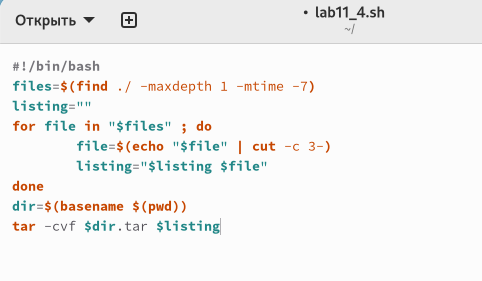 Открыть
• lab11_4.sh
~/
#!/bin/bash
files=$(find ./ -maxdepth 1 -mtime -7)
listing=""
for file in "$files" ; do
        file=$(echo "$file" | cut -c 3-)
        listing="$listing $file"
done
dir=$(basename $(pwd))
tar -cvf $dir.tar $listing